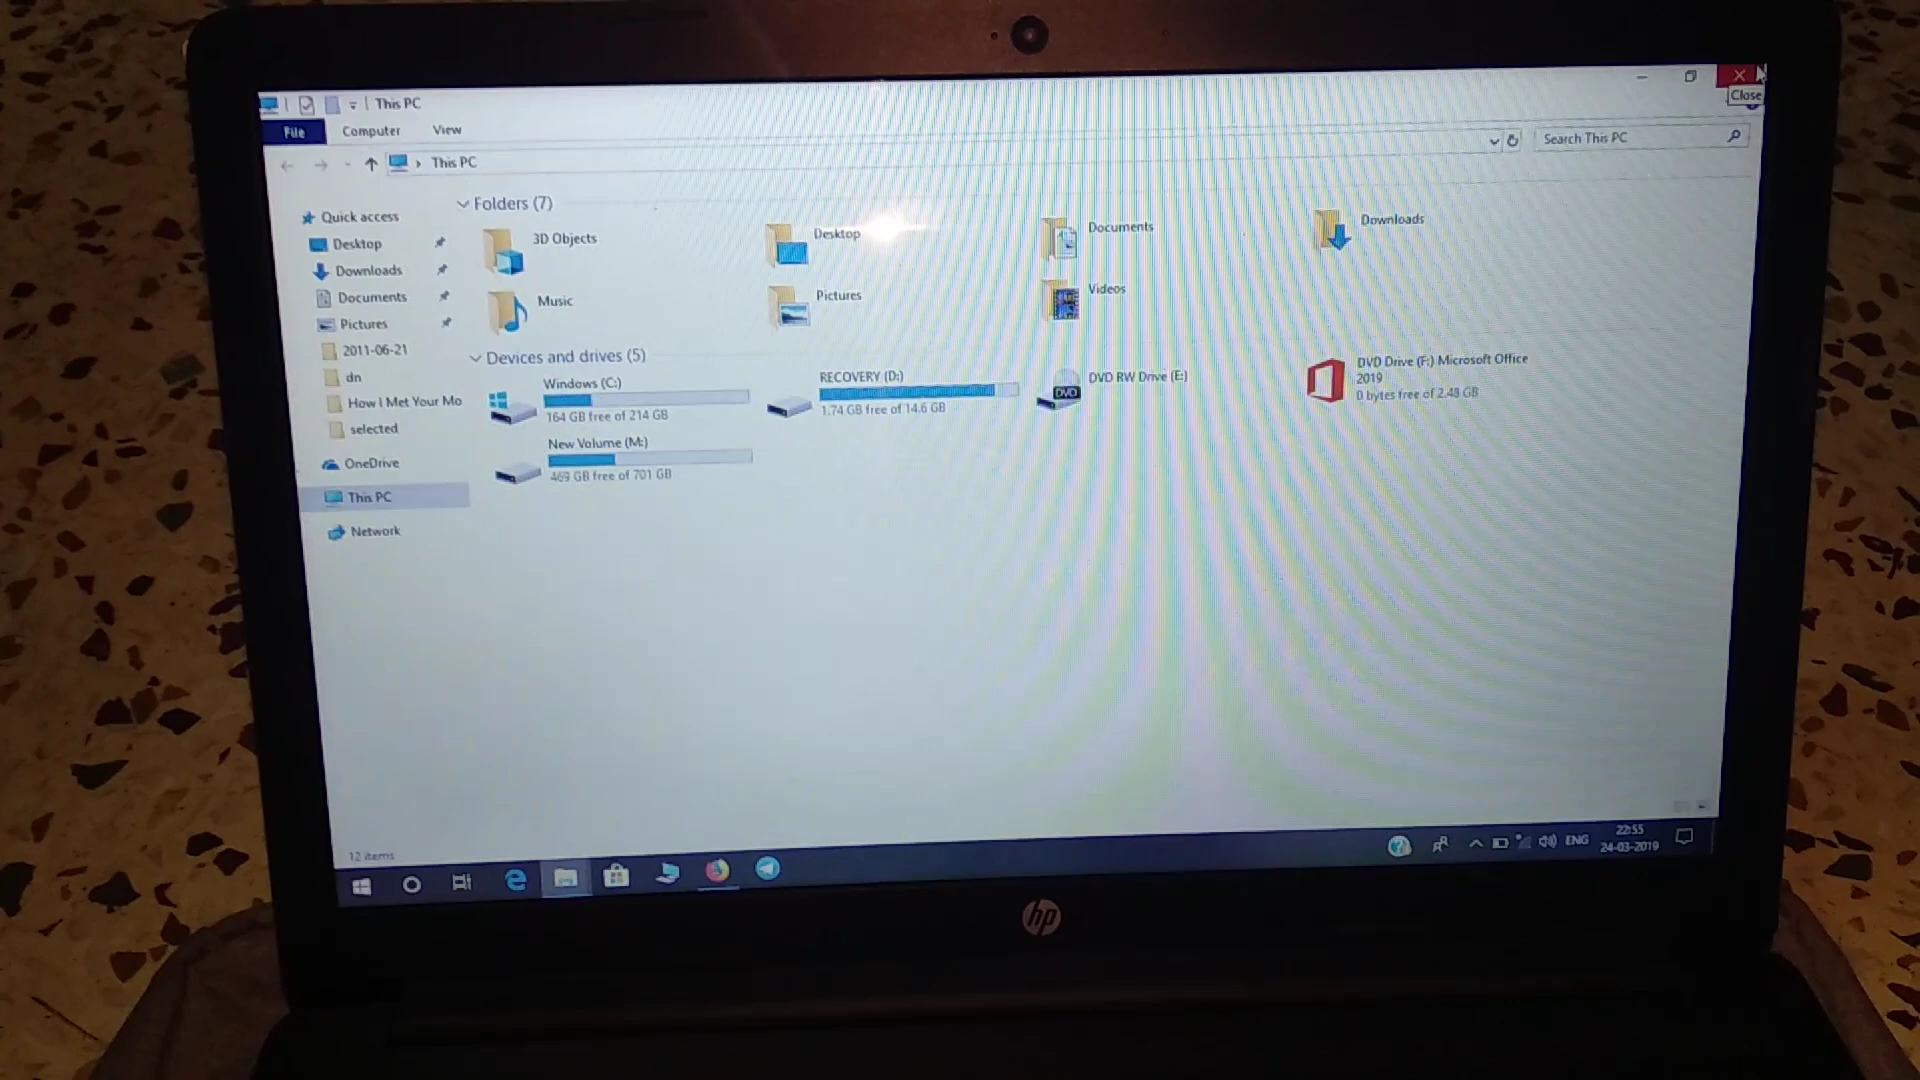 This PC
Close
File Computer View
This PC
Search This PC
Folders (7)
Quick access
Desktop
Downloads
Documents
Pictures
2011-06-21
dn
How I Met Your Mo
selected
OneDrive
This PC
Network
3D Objects
Desktop
Documents
Downloads
Music
Pictures
Videos
Devices and drives (5)
Windows (C:)
164 GB free of 214 GB
RECOVERY (D:)
1.74 GB free of 14.6 GB
DVD RW Drive (E:)
DVD
DVD Drive (F:) Microsoft Office
2019
0 bytes free of 2.48 GB
New Volume (M:)
469 GB free of 701 GB
12 items
ENG
22:55
24-03-2019
hp